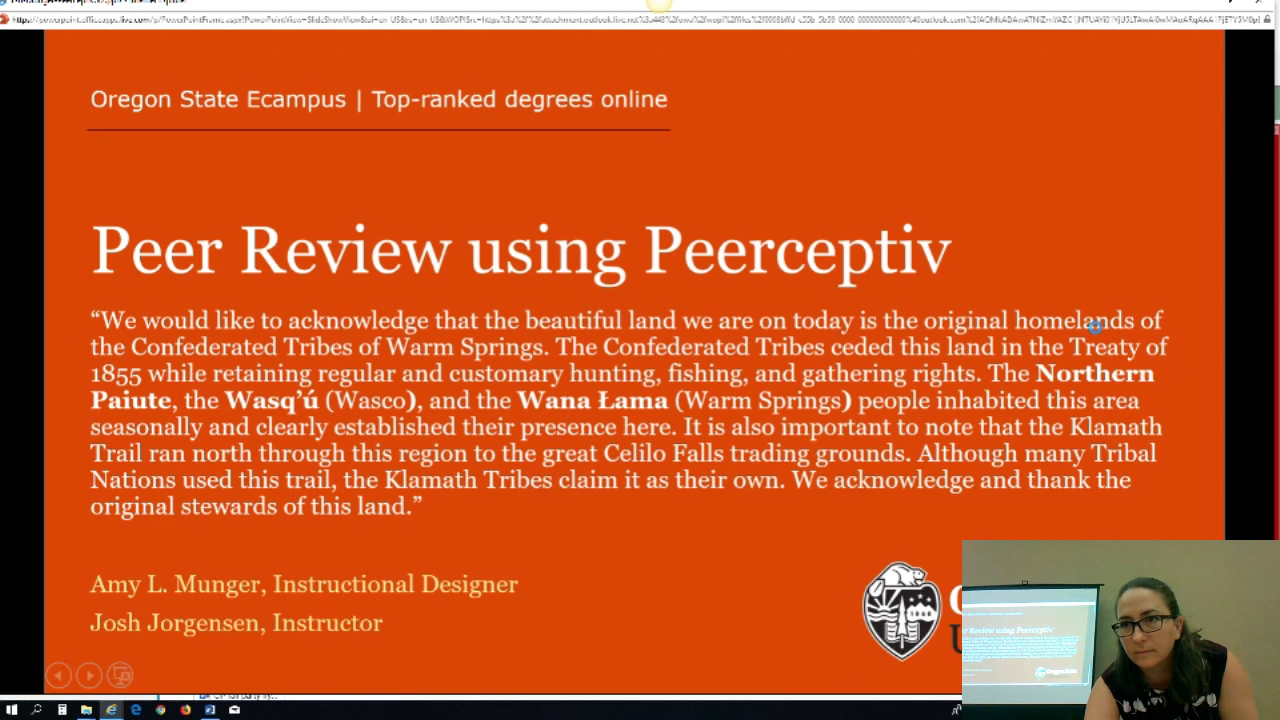 Oregon State Ecampus | Top-ranked degrees online
Peer Review using Peerceptiv
“We would like to acknowledge that the beautiful land we are on today is the original homelands of
the Confederated Tribes of Warm Springs. The Confederated Tribes ceded this land in the Treaty of
1855 while retaining regular and customary hunting, fishing, and gathering rights. The Northern
Paiute, the Wasq’ú (Wasco), and the Wana Łama (Warm Springs) people inhabited this area
seasonally and clearly established their presence here. It is also important to note that the Klamath
Trail ran north through this region to the great Celilo Falls trading grounds. Although many Tribal
Nations used this trail, the Klamath Tribes claim it as their own. We acknowledge and thank the
original stewards of this land.”
Amy L. Munger, Instructional Designer
Josh Jorgensen, Instructor
Review using Peerceptiv
Oregon State